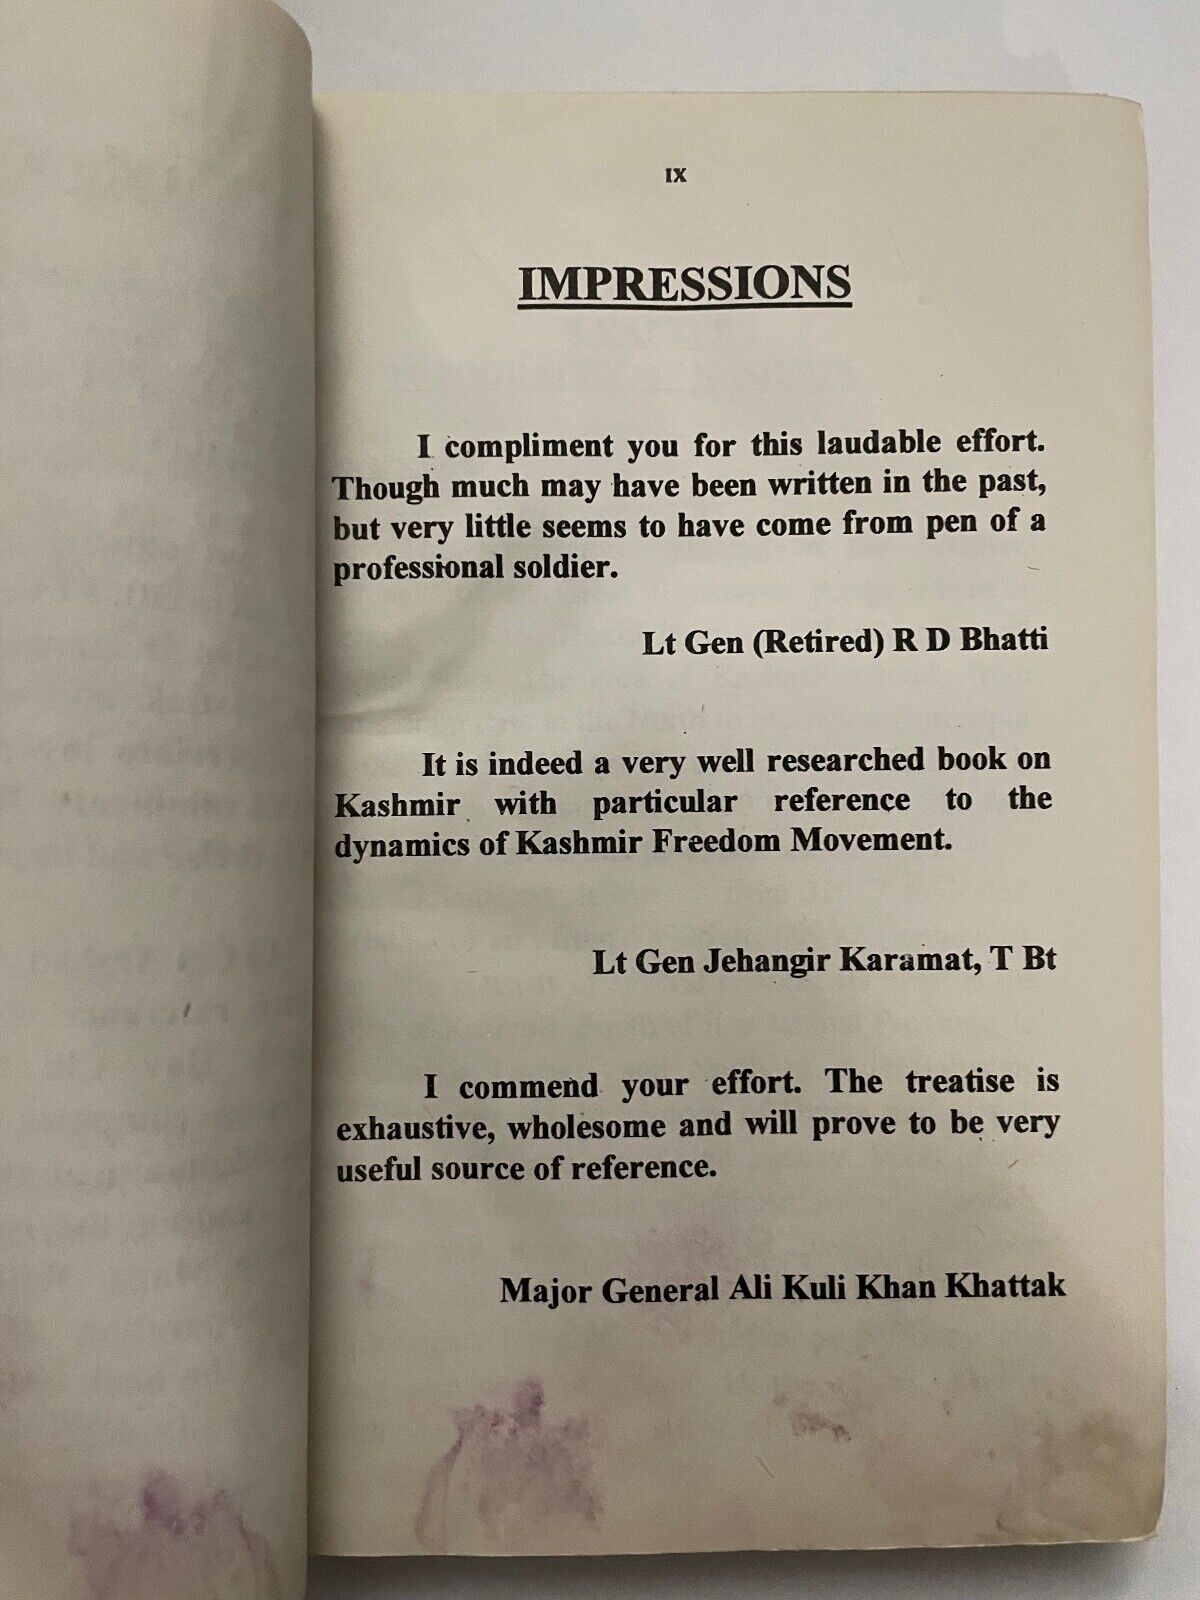 IX
IMPRESSIONS
I compliment you for this laudable effort.
Though much may have been written in the past,
but very little seems to have come from pen of a
professional soldier.
Lt Gen (Retired) R D Bhatti
It is indeed a very well researched book on
Kashmir with particular reference to the
dynamics of Kashmir Freedom Movement.
Lt Gen Jehangir Karamat, T Bt
I commend your effort. The treatise is
exhaustive, wholesome and will prove to be very
useful source of reference.
Major General Ali Kuli Khan Khattak